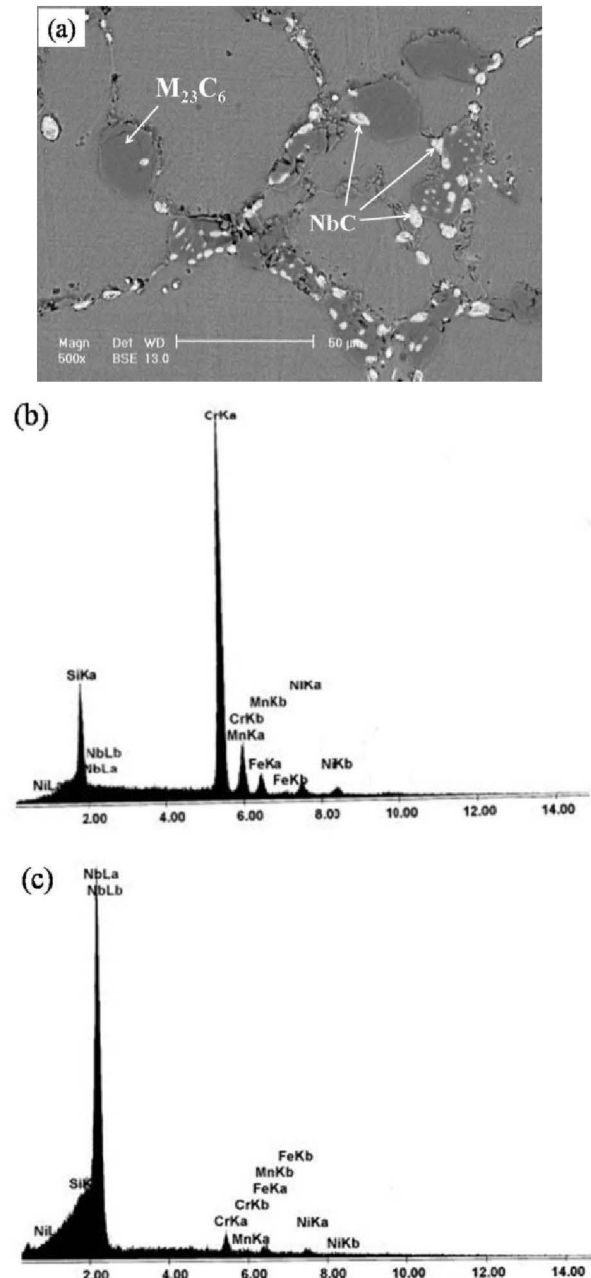 (a)
M₂₃C₆
NbC
Magn Det WD 50 µm
500x BSE 13.0
(b)
CrKa
SiKa
NiKa
MnKb
NbLb CrKb
NbLa MnKa
FeKa NiKb
NiLa FeKb
2.00 4.00 6.00 8.00 10.00 12.00 14.00
(c)
NbLa
NbLb
FeKb
MnKb
SiK FeKa
CrKb
CrKa NiKa
NiL MnKa NiKb
2.00 4.00 6.00 8.00 10.00 12.00 14.00